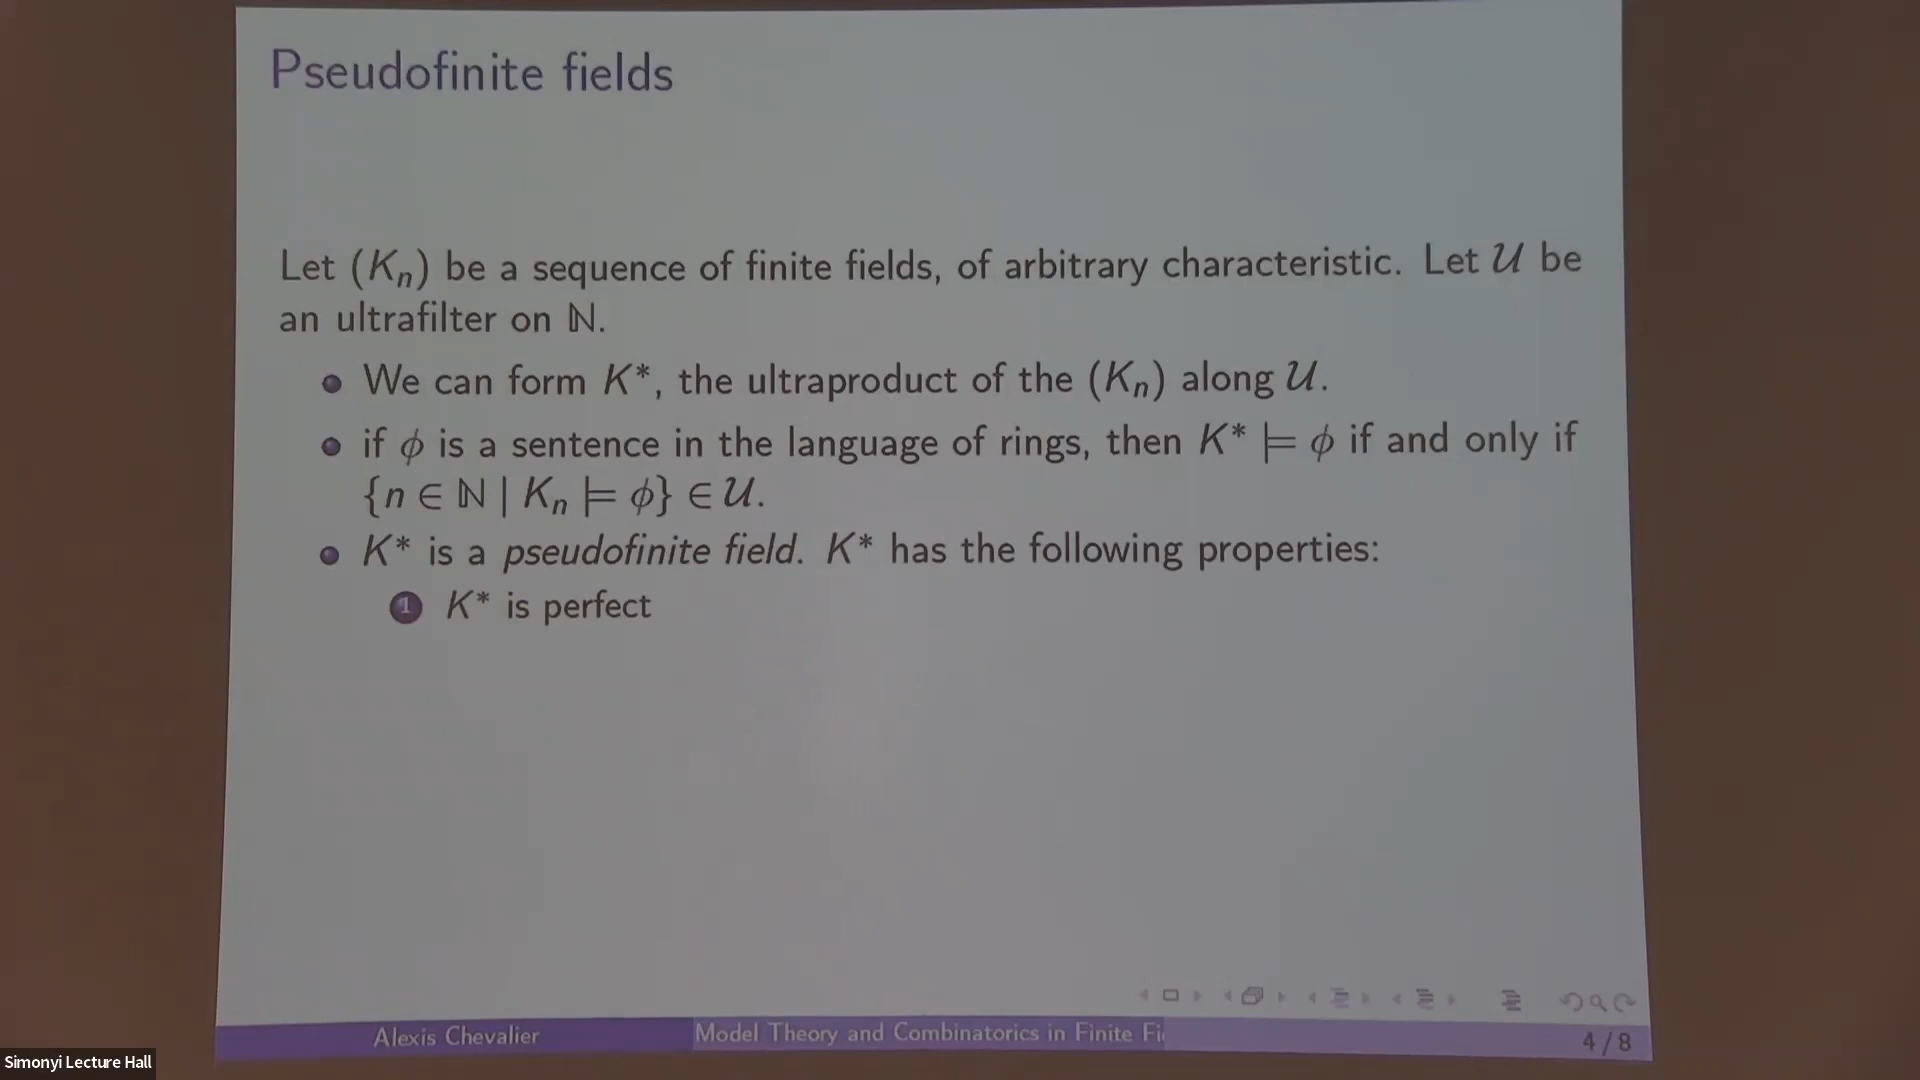 Pseudofinite fields
Let (Kₙ) be a sequence of finite fields, of arbitrary characteristic. Let 𝒰 be
an ultrafilter on ℕ.
We can form K*, the ultraproduct of the (Kₙ) along 𝒰.
if ϕ is a sentence in the language of rings, then K* ⊨ ϕ if and only if
{n ∈ ℕ | Kₙ ⊨ ϕ} ∈ 𝒰.
K* is a pseudofinite field. K* has the following properties:
1 K* is perfect
Alexis Chevalier
Model Theory and Combinatorics in Finite Fi
4 / 8
Simonyi Lecture Hall